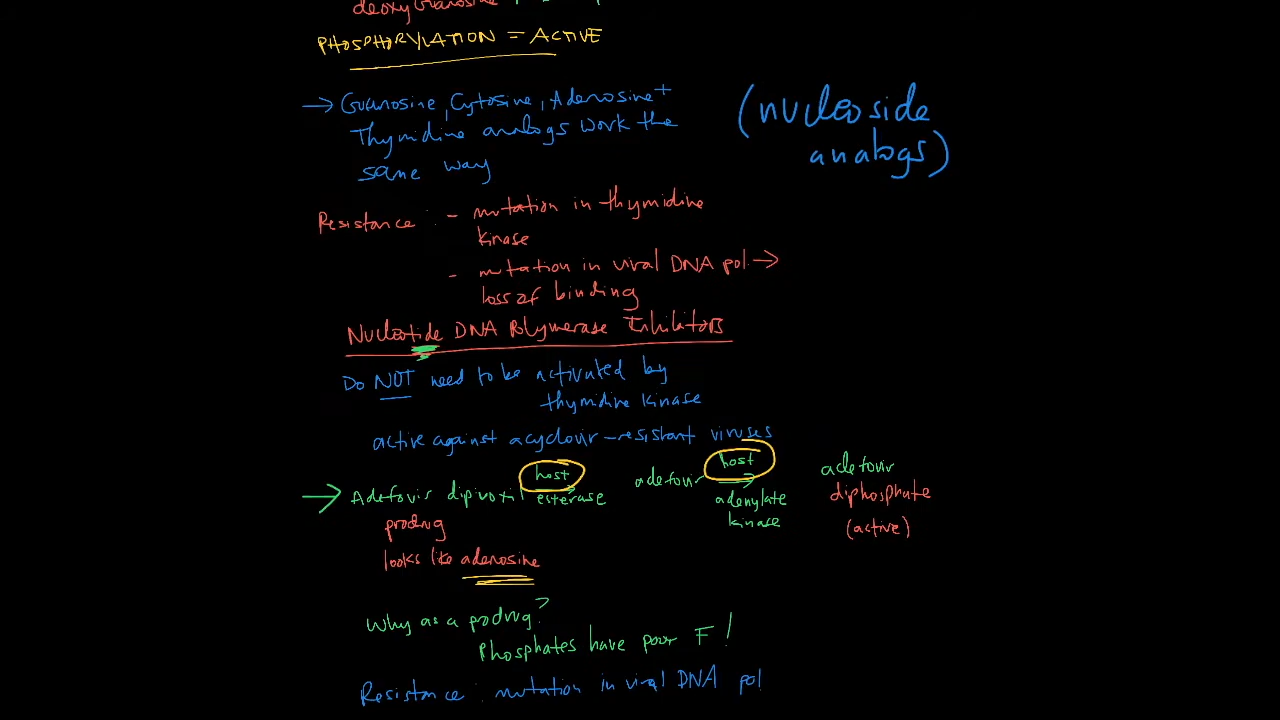 deoxyguanosine
PHOSPHORYLATION = ACTIVE
→ Guanosine, Cytosine, Adenosine +
Thymidine analogs work the
same way
(nucleoside
analogs)
Resistance : - mutation in thymidine
kinase
- mutation in viral DNA pol →
loss of binding
Nucleotide DNA Polymerase Inhibitors
Do NOT need to be activated by
thymidine kinase
active against acyclovir-resistant viruses
→ Adefovir dipivoxil host esterase adefovir → host adenylate kinase adefovir diphosphate (active)
prodrug
looks like adenosine
Why as a prodrug?
Phosphates have poor F!
Resistance : mutation in viral DNA pol